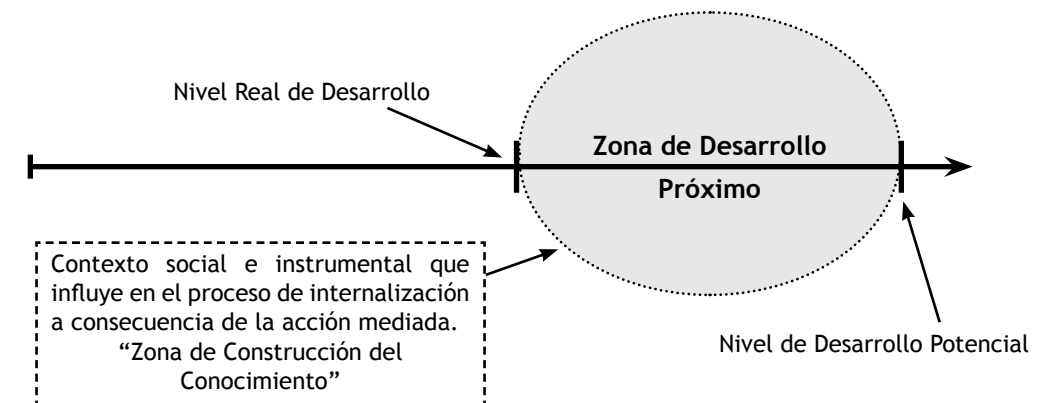 Nivel Real de Desarrollo
Zona de Desarrollo
Próximo
Contexto social e instrumental que
influye en el proceso de internalización
a consecuencia de la acción mediada.
“Zona de Construcción del
Conocimiento”
Nivel de Desarrollo Potencial